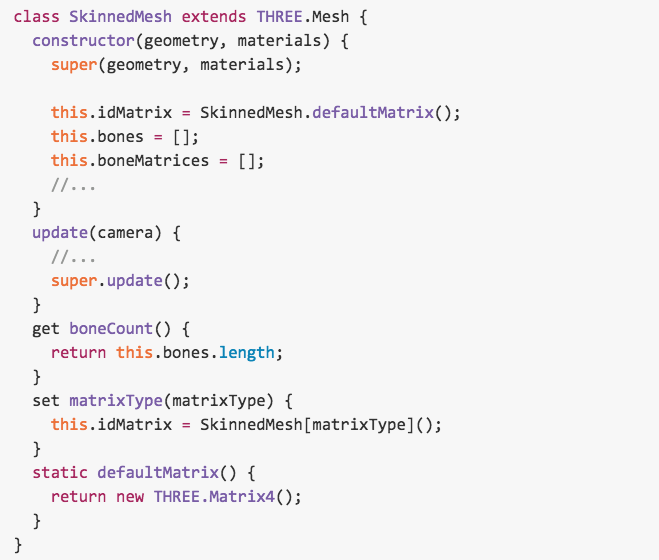 class SkinnedMesh extends THREE.Mesh {
  constructor(geometry, materials) {
    super(geometry, materials);

    this.idMatrix = SkinnedMesh.defaultMatrix();
    this.bones = [];
    this.boneMatrices = [];
    //...
  }
  update(camera) {
    //...
    super.update();
  }
  get boneCount() {
    return this.bones.length;
  }
  set matrixType(matrixType) {
    this.idMatrix = SkinnedMesh[matrixType]();
  }
  static defaultMatrix() {
    return new THREE.Matrix4();
  }
}